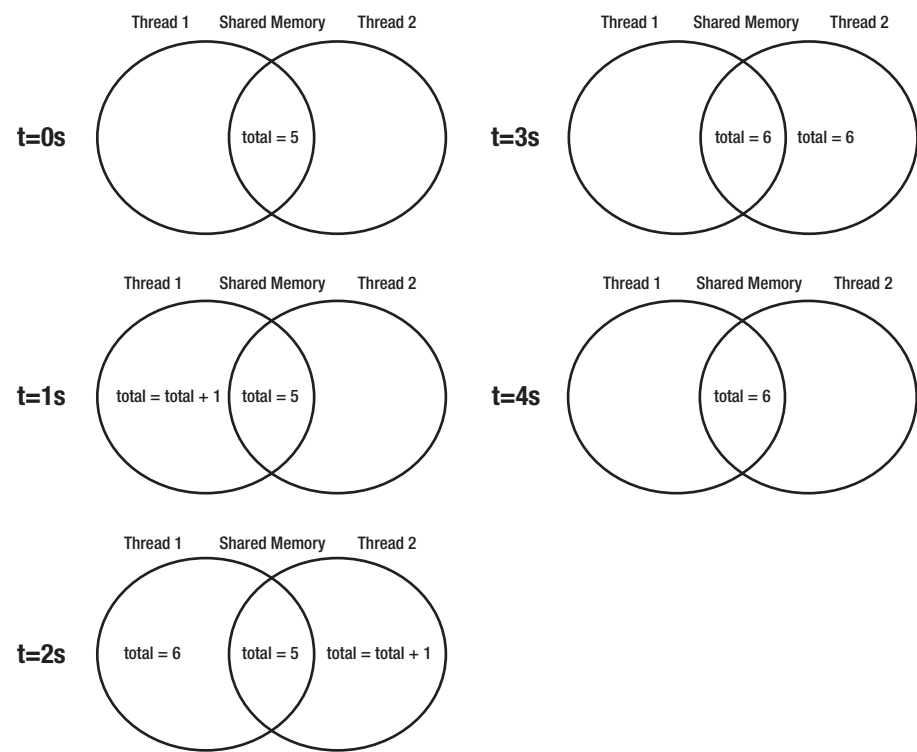 Thread 1 Shared Memory Thread 2
t=0s total = 5
Thread 1 Shared Memory Thread 2
t=1s total = total + 1 total = 5
Thread 1 Shared Memory Thread 2
t=2s total = 6 total = 5 total = total + 1
Thread 1 Shared Memory Thread 2
t=3s total = 6 total = 6
Thread 1 Shared Memory Thread 2
t=4s total = 6